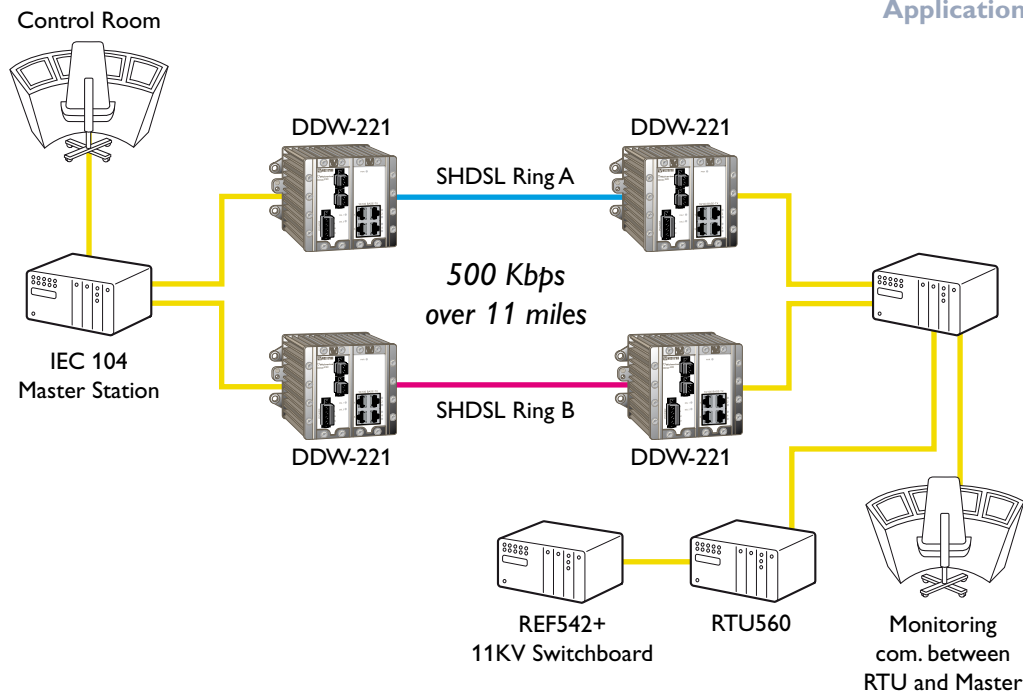 Application
Control Room
DDW-221
DDW-221
SHDSL Ring A
500 Kbps
over 11 miles
IEC 104
Master Station
SHDSL Ring B
DDW-221
DDW-221
REF542+
11KV Switchboard
RTU560
Monitoring
com. between
RTU and Master